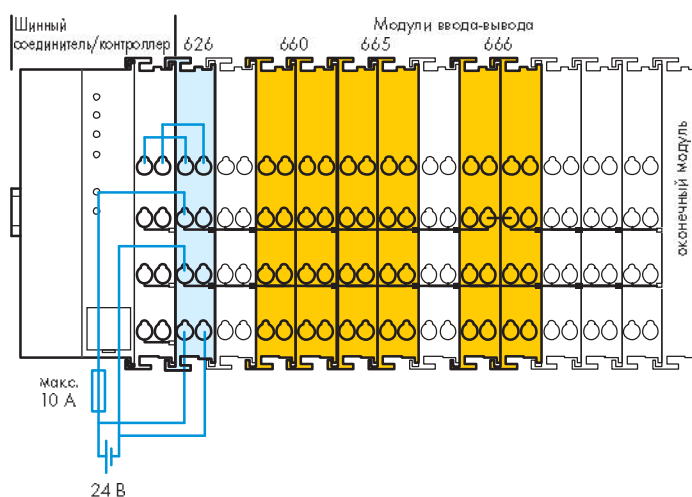 Шинный
соединитель/контроллер
Модули ввода-вывода
626
660
665
666
оконечный модуль
макс.
10 А
24 В